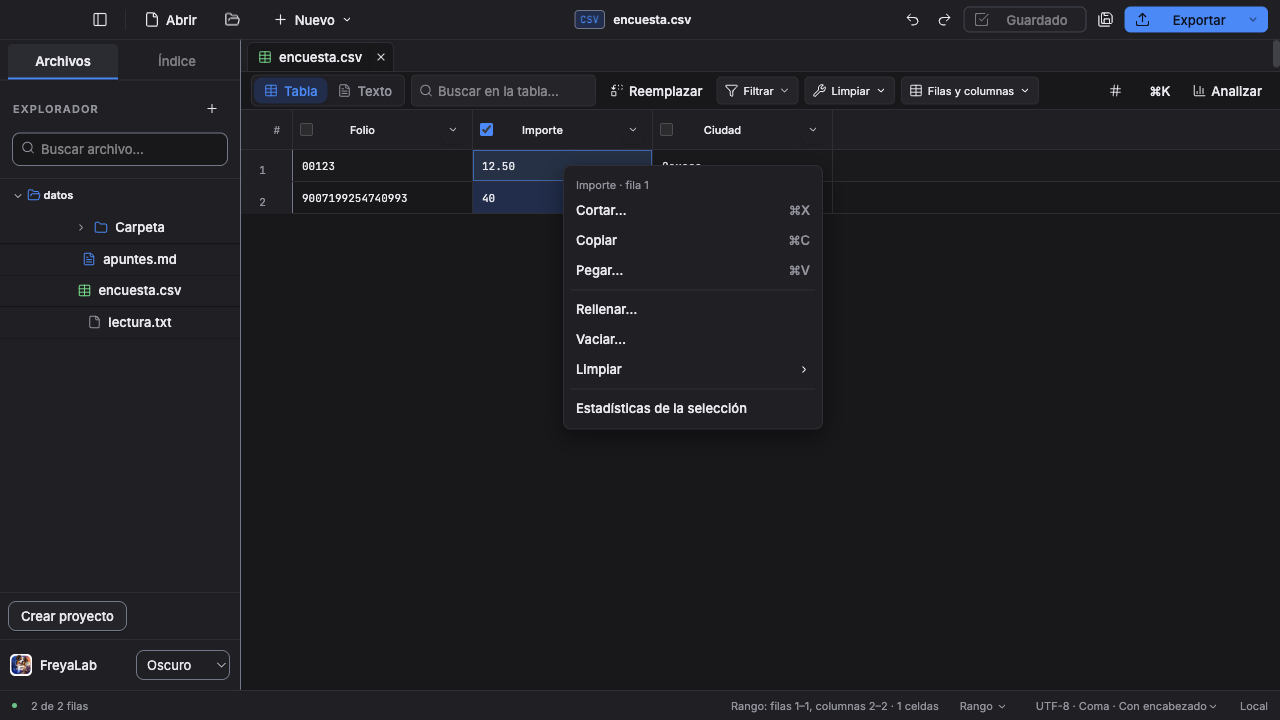 Abrir
Nuevo
CSV encuesta.csv
Guardado
Exportar
Archivos
Índice
encuesta.csv
EXPLORADOR
Tabla
Texto
Buscar en la tabla...
Reemplazar
Filtrar
Limpiar
Filas y columnas
#
⌘K
Analizar
Buscar archivo...
datos
Carpeta
apuntes.md
encuesta.csv
lectura.txt
# Folio Importe Ciudad
1 00123 12.50
2 9007199254740993 40
Importe · fila 1
Cortar... ⌘X
Copiar ⌘C
Pegar... ⌘V
Rellenar...
Vaciar...
Limpiar
Estadísticas de la selección
Crear proyecto
FreyaLab
Oscuro
2 de 2 filas
Rango: filas 1–1, columnas 2–2 · 1 celdas
Rango
UTF-8 · Coma · Con encabezado
Local